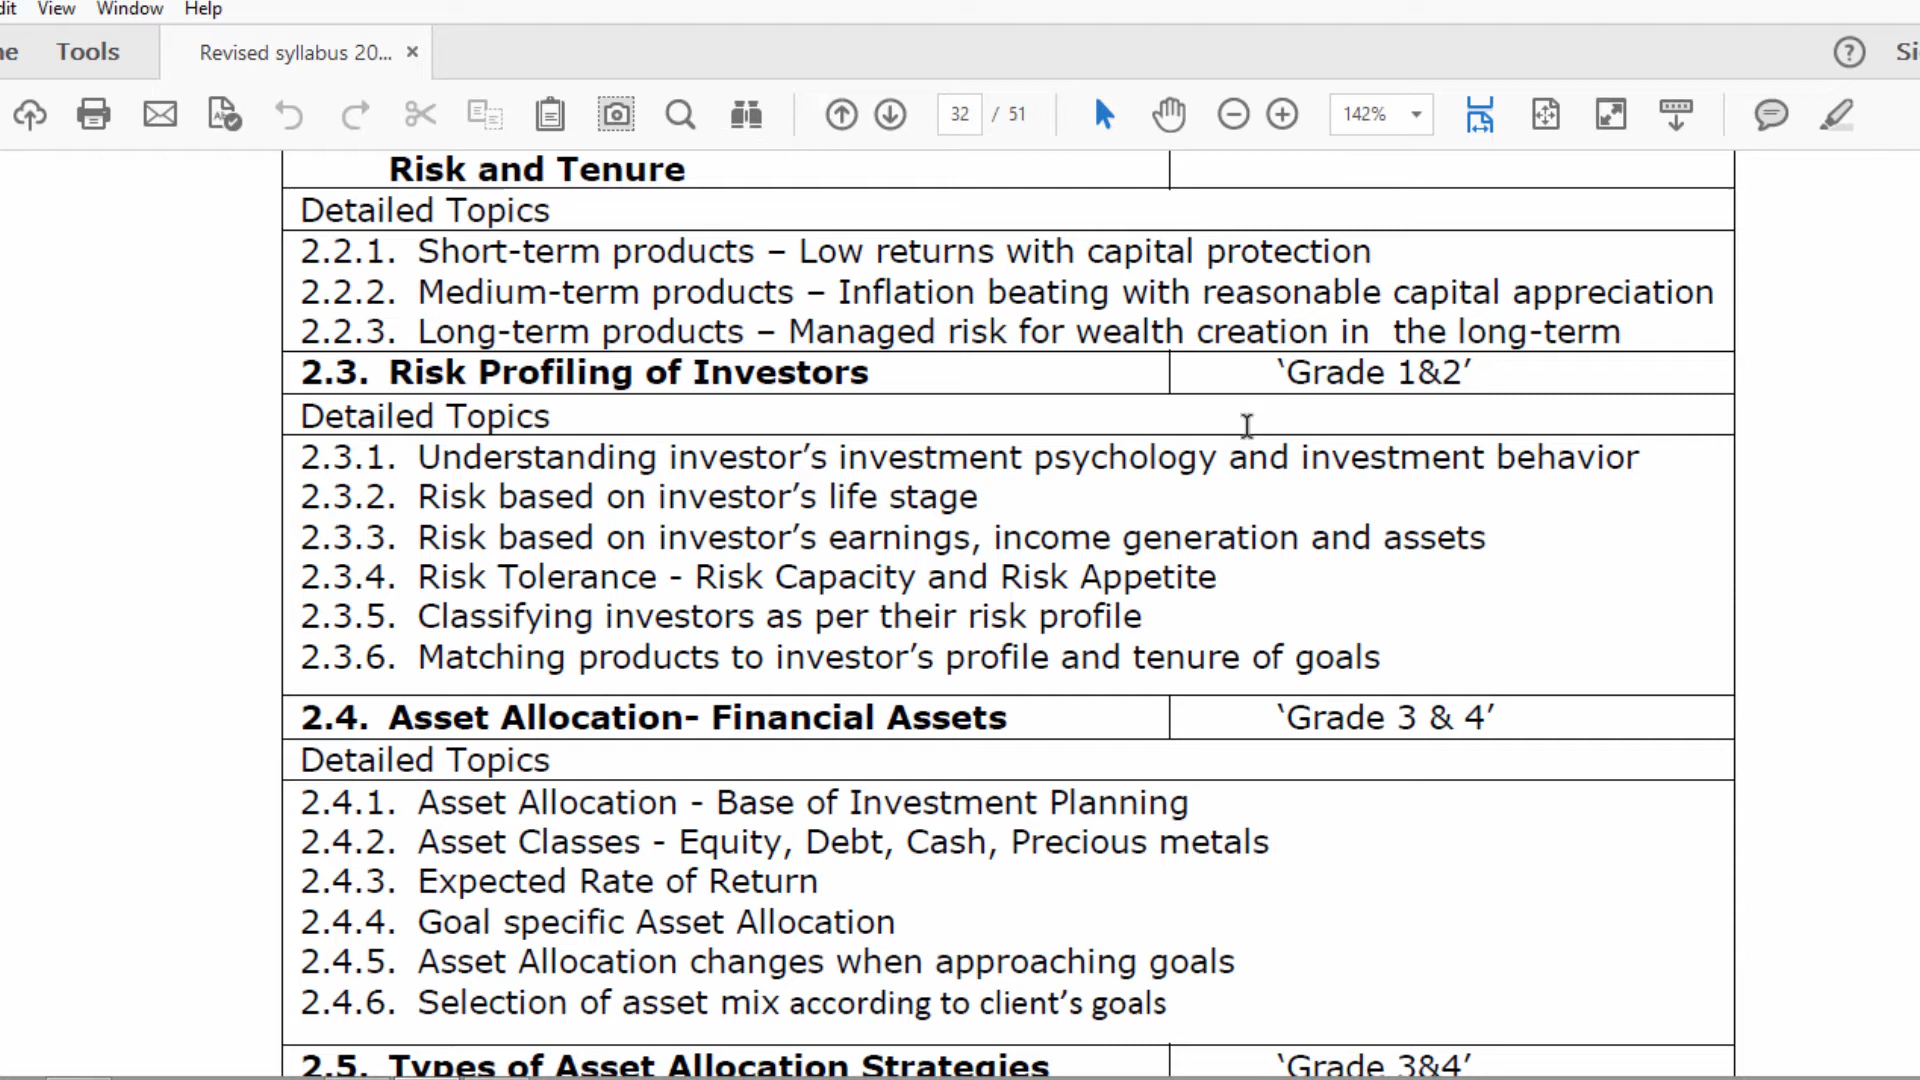 dit View Window Help
ne Tools Revised syllabus 20... × ? Si
32 / 51 142%
Risk and Tenure
Detailed Topics
2.2.1. Short-term products – Low returns with capital protection
2.2.2. Medium-term products – Inflation beating with reasonable capital appreciation
2.2.3. Long-term products – Managed risk for wealth creation in the long-term
2.3. Risk Profiling of Investors ‘Grade 1&2’
Detailed Topics
2.3.1. Understanding investor’s investment psychology and investment behavior
2.3.2. Risk based on investor’s life stage
2.3.3. Risk based on investor’s earnings, income generation and assets
2.3.4. Risk Tolerance - Risk Capacity and Risk Appetite
2.3.5. Classifying investors as per their risk profile
2.3.6. Matching products to investor’s profile and tenure of goals
2.4. Asset Allocation- Financial Assets ‘Grade 3 & 4’
Detailed Topics
2.4.1. Asset Allocation - Base of Investment Planning
2.4.2. Asset Classes - Equity, Debt, Cash, Precious metals
2.4.3. Expected Rate of Return
2.4.4. Goal specific Asset Allocation
2.4.5. Asset Allocation changes when approaching goals
2.4.6. Selection of asset mix according to client’s goals
2.5. Types of Asset Allocation Strategies ‘Grade 3&4’